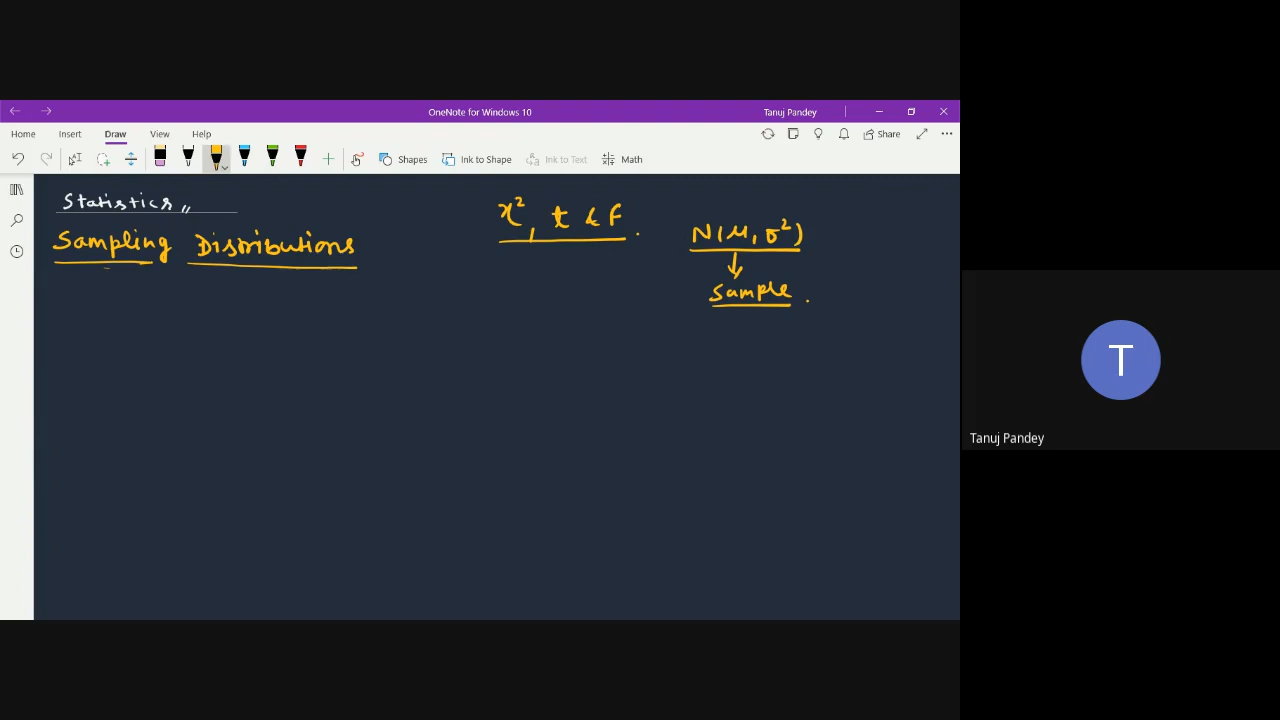 OneNote for Windows 10
Tanuj Pandey
Home Insert Draw View Help
Share
Shapes Ink to Shape Ink to Text Math
Statistics,,
Sampling Distributions
χ², t & F.
N(μ, σ²)
↓
Sample.
T
Tanuj Pandey